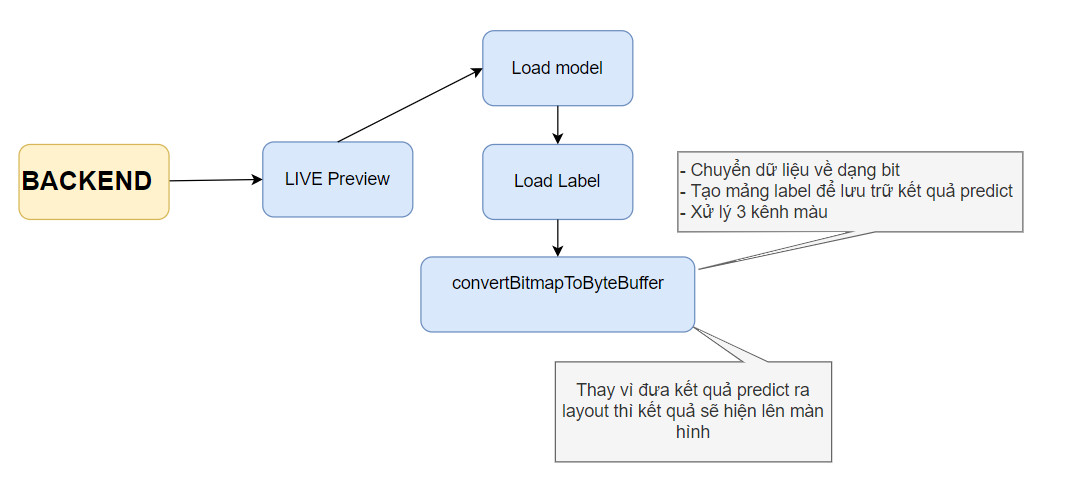 Load model
BACKEND
LIVE Preview
Load Label
- Chuyển dữ liệu về dạng bit
- Tạo mảng label để lưu trữ kết quả predict
- Xử lý 3 kênh màu
convertBitmapToByteBuffer
Thay vì đưa kết quả predict ra
layout thì kết quả sẽ hiện lên màn
hình